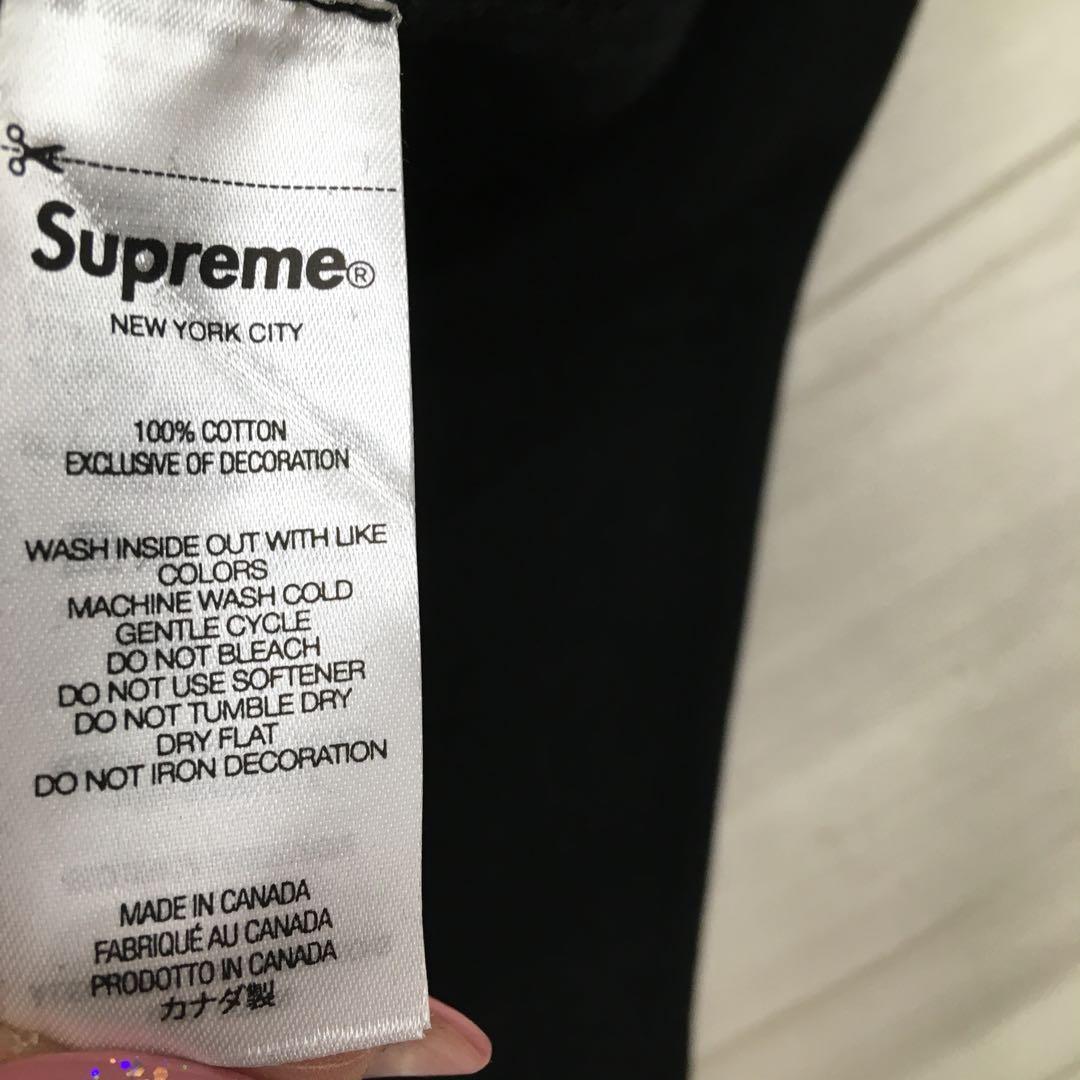 Supreme®
NEW YORK CITY
100% COTTON
EXCLUSIVE OF DECORATION
WASH INSIDE OUT WITH LIKE
COLORS
MACHINE WASH COLD
GENTLE CYCLE
DO NOT BLEACH
DO NOT USE SOFTENER
DO NOT TUMBLE DRY
DRY FLAT
DO NOT IRON DECORATION
MADE IN CANADA
FABRIQUÉ AU CANADA
PRODOTTO IN CANADA
カナダ製